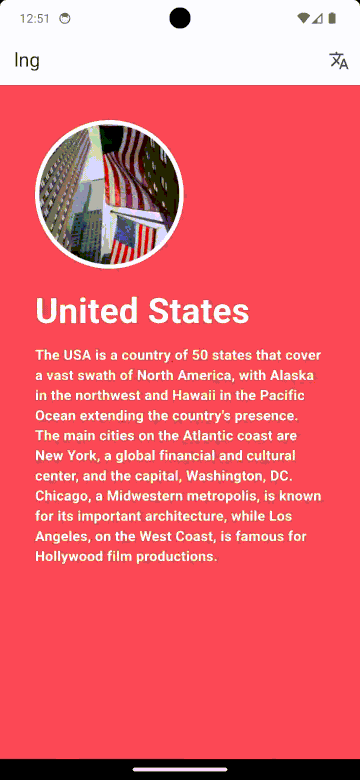 12:51
lng
United States
The USA is a country of 50 states that cover
a vast swath of North America, with Alaska
in the northwest and Hawaii in the Pacific
Ocean extending the country's presence.
The main cities on the Atlantic coast are
New York, a global financial and cultural
center, and the capital, Washington, DC.
Chicago, a Midwestern metropolis, is known
for its important architecture, while Los
Angeles, on the West Coast, is famous for
Hollywood film productions.